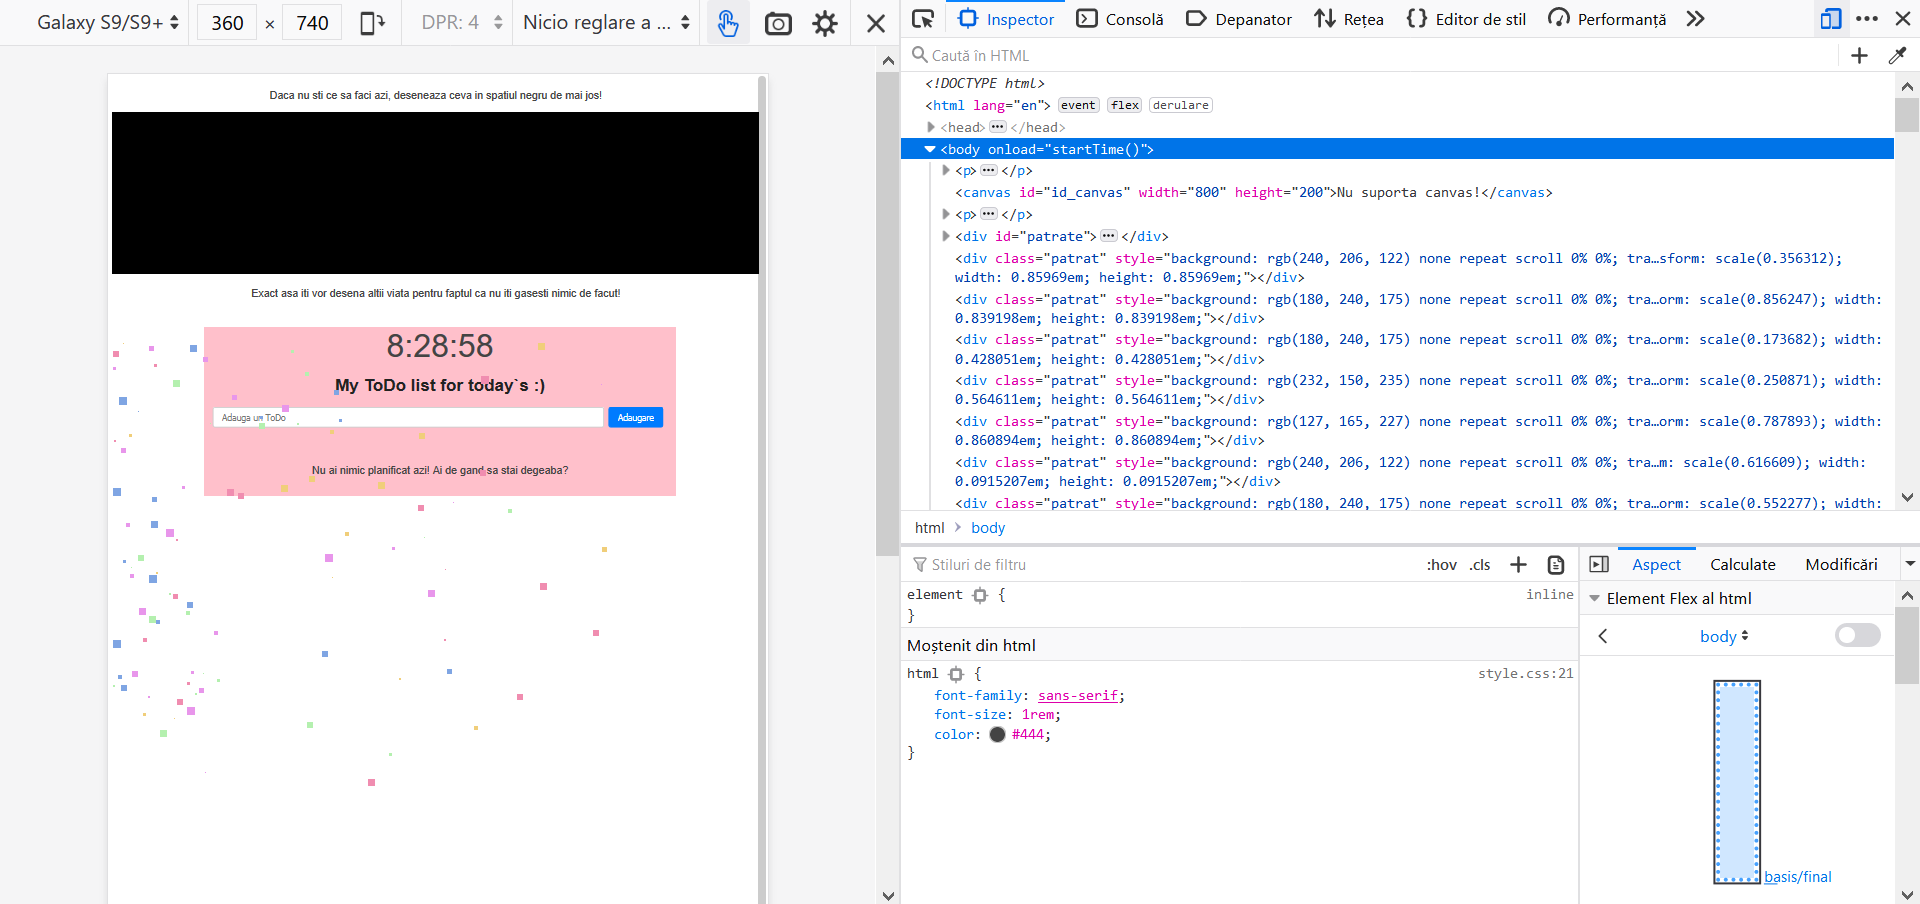 Galaxy S9/S9+ 360 × 740 DPR: 4 Nicio reglare a ...
Daca nu sti ce sa faci azi, deseneaza ceva in spatiul negru de mai jos!
Exact asa iti vor desena altii viata pentru faptul ca nu iti gasesti nimic de facut!
8:28:58
My ToDo list for today`s :)
Adauga un ToDo Adaugare
Nu ai nimic planificat azi! Ai de gand sa stai degeaba?
Inspector Consolă Depanator Rețea Editor de stil Performanță
Caută în HTML
<!DOCTYPE html>
<html lang="en"> event flex derulare
<head> ••• </head>
<body onload="startTime()">
<p> ••• </p>
<canvas id="id_canvas" width="800" height="200">Nu suporta canvas!</canvas>
<p> ••• </p>
<div id="patrate"> ••• </div>
<div class="patrat" style="background: rgb(240, 206, 122) none repeat scroll 0% 0%; tra…sform: scale(0.356312);
width: 0.85969em; height: 0.85969em;"></div>
<div class="patrat" style="background: rgb(180, 240, 175) none repeat scroll 0% 0%; tra…orm: scale(0.856247); width:
0.839198em; height: 0.839198em;"></div>
<div class="patrat" style="background: rgb(180, 240, 175) none repeat scroll 0% 0%; tra…orm: scale(0.173682); width:
0.428051em; height: 0.428051em;"></div>
<div class="patrat" style="background: rgb(232, 150, 235) none repeat scroll 0% 0%; tra…orm: scale(0.250871); width:
0.564611em; height: 0.564611em;"></div>
<div class="patrat" style="background: rgb(127, 165, 227) none repeat scroll 0% 0%; tra…orm: scale(0.787893); width:
0.860894em; height: 0.860894em;"></div>
<div class="patrat" style="background: rgb(240, 206, 122) none repeat scroll 0% 0%; tra…m: scale(0.616609); width:
0.0915207em; height: 0.0915207em;"></div>
<div class="patrat" style="background: rgb(180, 240, 175) none repeat scroll 0% 0%; tra…orm: scale(0.552277); width:
html > body
Stiluri de filtru :hov .cls
element { inline
}
Moștenit din html
html { style.css:21
font-family: sans-serif;
font-size: 1rem;
color: #444;
}
Aspect Calculate Modificări
Element Flex al html
body
basis/final